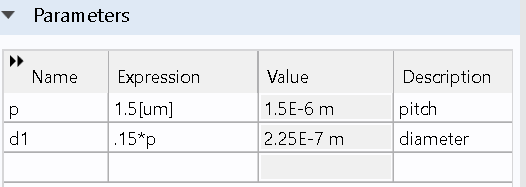 Parameters
Name Expression Value Description
p 1.5[um] 1.5E-6 m pitch
d1 .15*p 2.25E-7 m diameter